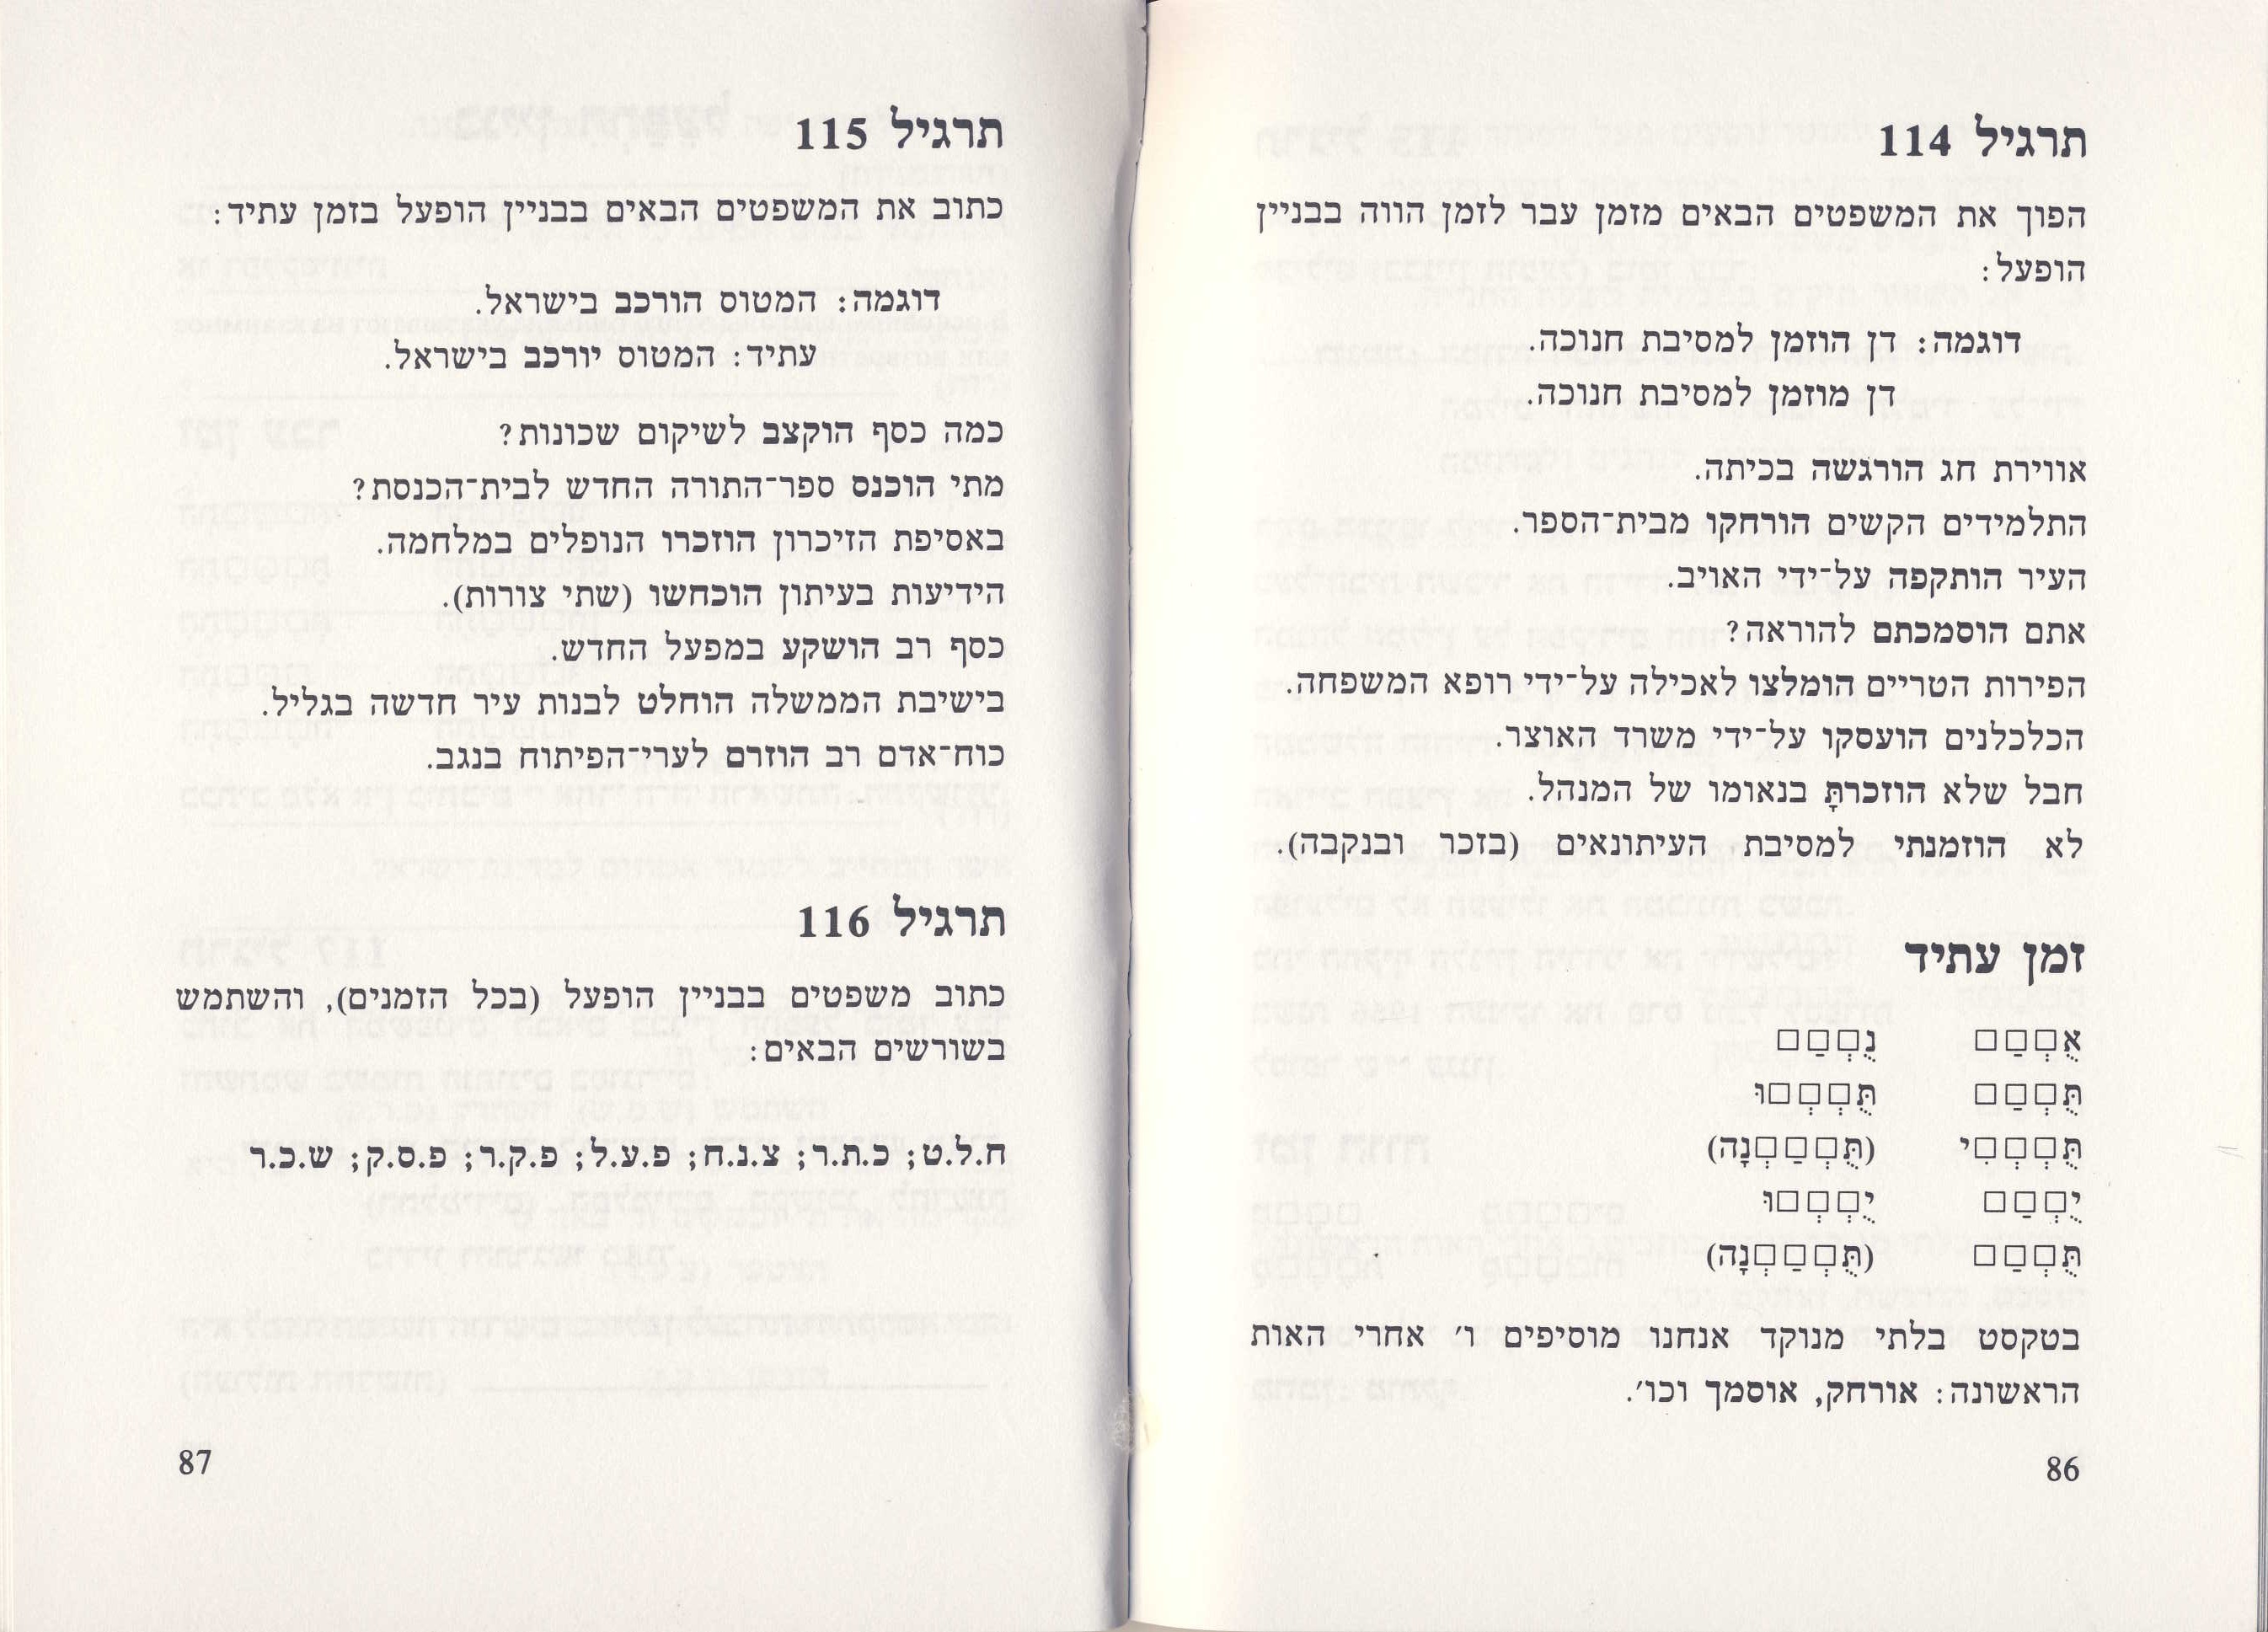 תרגיל 114
הפוך את המשפטים הבאים מזמן עבר לזמן הווה בבניין
הופעל:
דוגמה: דן הוזמן למסיבת חנוכה.
דן מוזמן למסיבת חנוכה.
אווירת חג הורגשה בכיתה.
התלמידים הקשים הורחקו מבית־הספר.
העיר הותקפה על־ידי האויב.
אתם הוסמכתם להוראה?
הפירות הטריים הומלצו לאכילה על־ידי רופא המשפחה.
הכלכלנים הועסקו על־ידי משרד האוצר.
חבל שלא הוזכרתָּ בנאומו של המנהל.
לא הוזמנתי למסיבת העיתונאים (בזכר ובנקבה).
זמן עתיד
אֻ□ְ□ַ□ נֻ□ְ□ַ□
תֻּ□ְ□ַ□ תֻּ□ְ□ְ□וּ
תֻּ□ְ□ְ□ִי (תֻּ□ְ□ַ□ְנָה)
יֻ□ְ□ַ□ יֻ□ְ□ְ□וּ
תֻּ□ְ□ַ□ (תֻּ□ְ□ַ□ְנָה)
בטקסט בלתי מנוקד אנחנו מוסיפים ו׳ אחרי האות
הראשונה: אורחק, אוסמך וכו׳.
86
תרגיל 115
כתוב את המשפטים הבאים בבניין הופעל בזמן עתיד:
דוגמה: המטוס הורכב בישראל.
עתיד: המטוס יורכב בישראל.
כמה כסף הוקצב לשיקום שכונות?
מתי הוכנס ספר־התורה החדש לבית־הכנסת?
באסיפת הזיכרון הוזכרו הנופלים במלחמה.
הידיעות בעיתון הוכחשו (שתי צורות).
כסף רב הושקע במפעל החדש.
בישיבת הממשלה הוחלט לבנות עיר חדשה בגליל.
כוח־אדם רב הוזרם לערי־הפיתוח בנגב.
תרגיל 116
כתוב משפטים בבניין הופעל (בכל הזמנים), והשתמש
בשורשים הבאים:
ח.ל.ט; כ.ת.ר; צ.נ.ח; פ.ע.ל; פ.ק.ר; פ.ס.ק; ש.כ.ר
87